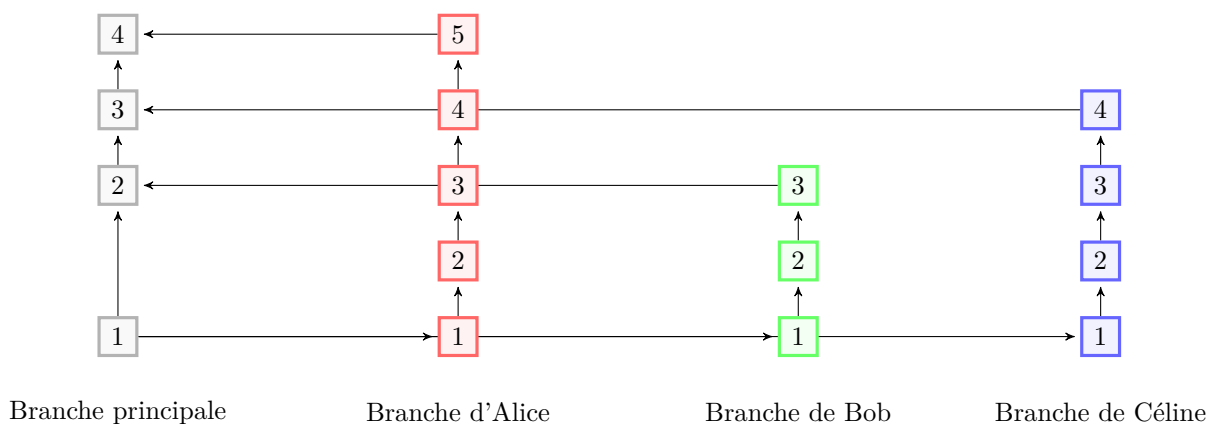 4 5
3 4 4
2 3 3 3
2 2 2
1 1 1 1
Branche principale Branche d'Alice Branche de Bob Branche de Céline